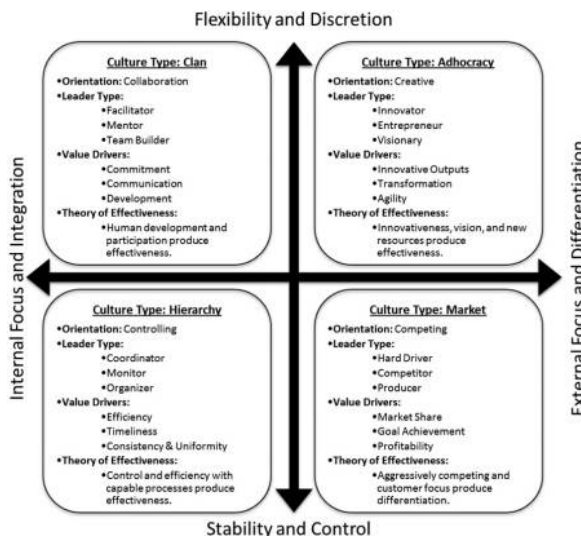 Flexibility and Discretion
Culture Type: Clan
•Orientation: Collaboration
•Leader Type:
•Facilitator
•Mentor
•Team Builder
•Value Drivers:
•Commitment
•Communication
•Development
•Theory of Effectiveness:
•Human development and
participation produce
effectiveness.
Culture Type: Adhocracy
•Orientation: Creative
•Leader Type:
•Innovator
•Entrepreneur
•Visionary
•Value Drivers:
•Innovative Outputs
•Transformation
•Agility
•Theory of Effectiveness:
•Innovativeness, vision, and new
resources produce
effectiveness.
Internal Focus and Integration
External Focus and Differentiation
Culture Type: Hierarchy
•Orientation: Controlling
•Leader Type:
•Coordinator
•Monitor
•Organizer
•Value Drivers:
•Efficiency
•Timeliness
•Consistency & Uniformity
•Theory of Effectiveness:
•Control and efficiency with
capable processes produce
effectiveness.
Culture Type: Market
•Orientation: Competing
•Leader Type:
•Hard Driver
•Competitor
•Producer
•Value Drivers:
•Market Share
•Goal Achievement
•Profitability
•Theory of Effectiveness:
•Aggressively competing and
customer focus produce
differentiation.
Stability and Control